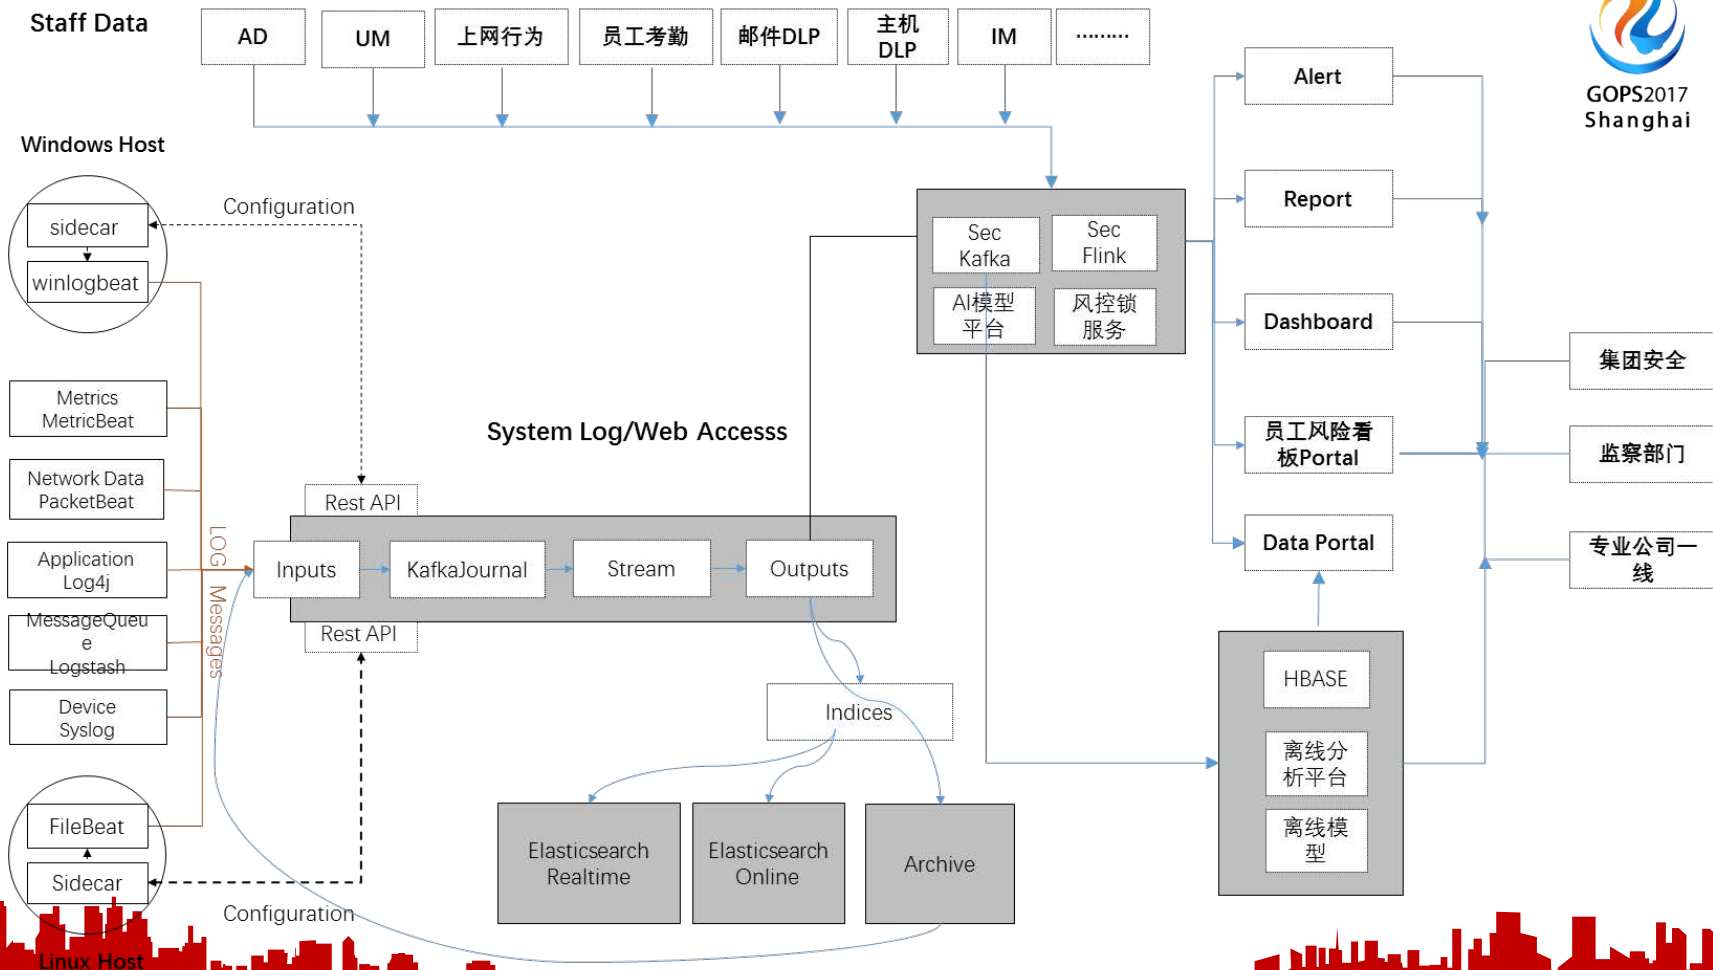 Staff Data
AD
UM
上网行为
员工考勤
邮件DLP
主机
DLP
IM
………
GOPS2017
Shanghai
Windows Host
sidecar
winlogbeat
Configuration
Metrics
MetricBeat
Network Data
PacketBeat
Application
Log4j
MessageQueu
e
Logstash
Device
Syslog
FileBeat
Sidecar
Configuration
Linux Host
LOG Messages
System Log/Web Accesss
Rest API
Inputs
KafkaJournal
Stream
Outputs
Rest API
Indices
Elasticsearch
Realtime
Elasticsearch
Online
Archive
Sec
Kafka
Sec
Flink
AI模型
平台
风控锁
服务
Alert
Report
Dashboard
员工风险看
板Portal
Data Portal
HBASE
离线分
析平台
离线模
型
集团安全
监察部门
专业公司一
线